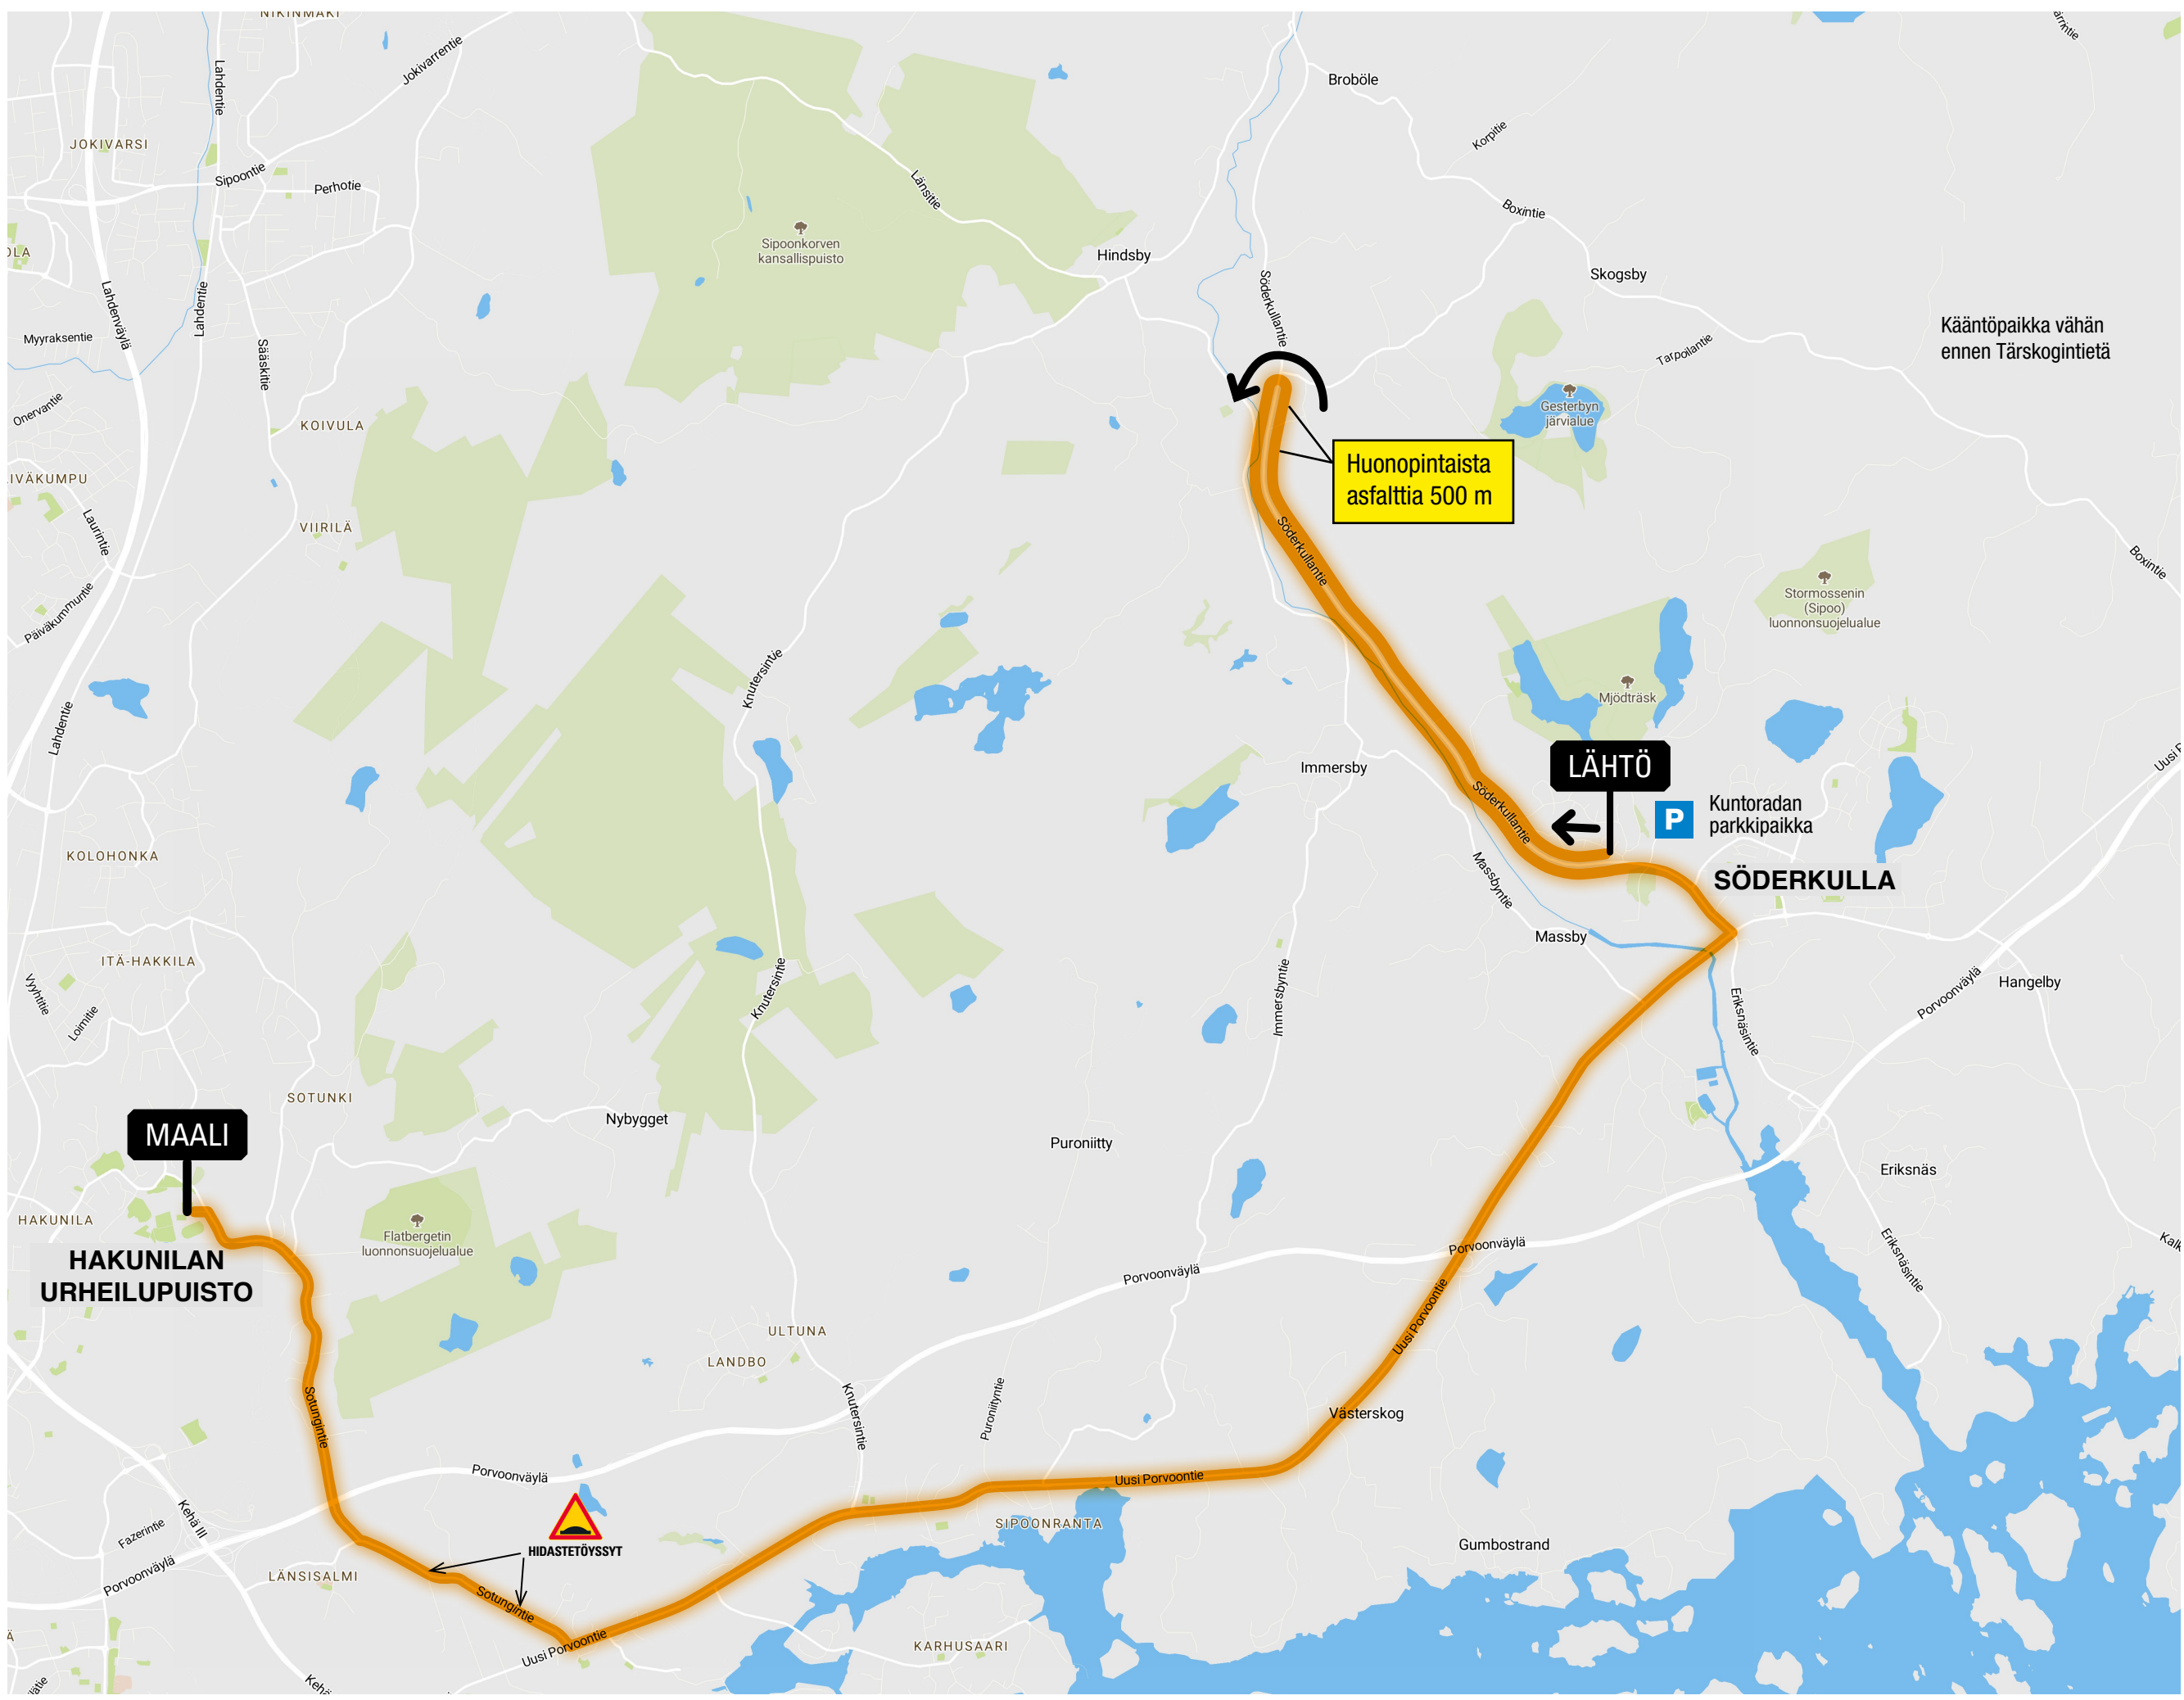 NIKINMÄKI
Jokivarrentie
Lahdentie
Broböle
JOKIVARSI
Korpitie
Sipoontie
Perhotie
Länsitie
Boxintie
Sipoonkorven
kansallispuisto
Hindsby
Skogsby
Söderkullantie
Lahdenväylä
Lahdentie
Myyraksentie
Sääskitie
Tarpoilantie
Kääntöpaikka vähän
ennen Tärskogintietä
Onervantie
KOIVULA
Gesterbyn
järvialue
Huonopintaista
asfalttia 500 m
Laurintie
VIIRILÄ
Söderkullantie
Boxintie
Päiväkummuntie
Stormossenin
(Sipoo)
luonnonsuojelualue
Knutersintie
Mjödträsk
Lahdentie
Immersby
LÄHTÖ
P
Kuntoradan
parkkipaikka
Söderkullantie
KOLOHONKA
Massbyntie
SÖDERKULLA
Massby
ITÄ-HAKKILA
Vyyhtitie
Loimitie
Knutersintie
Immersbyntie
Eriksnäsintie
Porvoonväylä
Hangelby
SOTUNKI
Nybygget
MAALI
Puroniitty
Eriksnäs
HAKUNILA
Flatbergetin
luonnonsuojelualue
HAKUNILAN
URHEILUPUISTO
Porvoonväylä
Porvoonväylä
Eriksnäsintie
Uusi Porvoontie
ULTUNA
LANDBO
Knutersintie
Puroniityntie
Västerskog
Sotungintie
Porvoonväylä
Uusi Porvoontie
Kehä III
Fazerintie
HIDASTETÖYSSYT
SIPOONRANTA
Gumbostrand
Porvoonväylä
LÄNSISALMI
Sotungintie
Uusi Porvoontie
KARHUSAARI